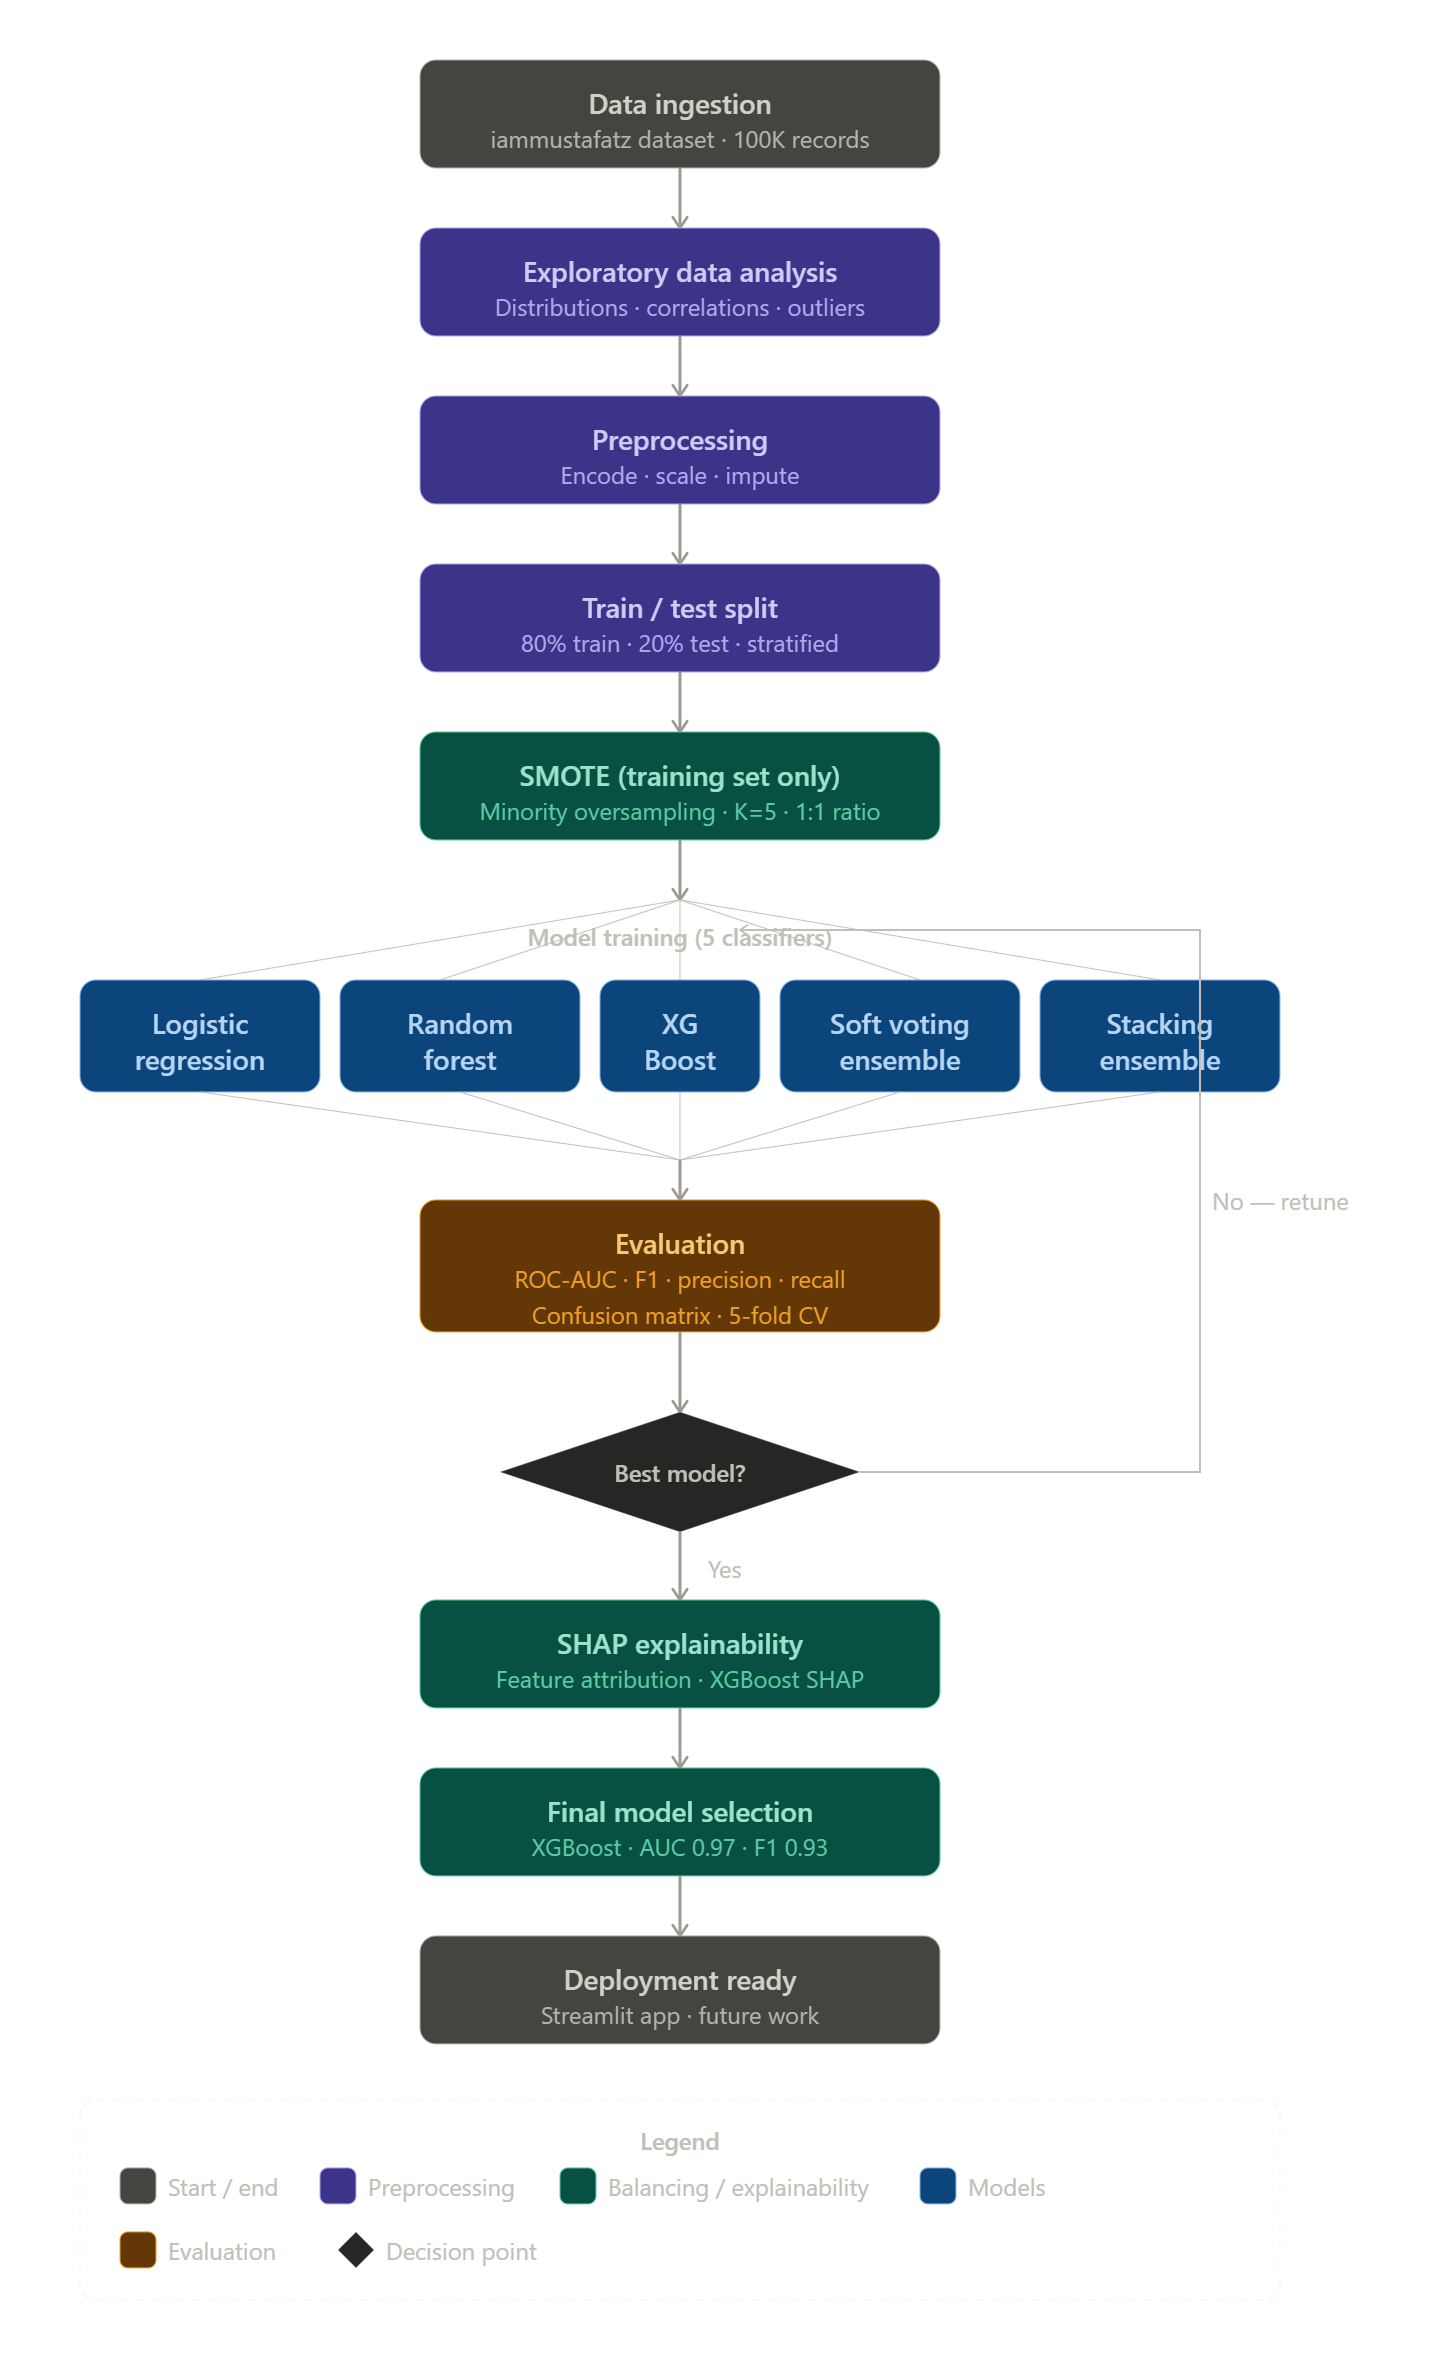 Data ingestion
iammustafatz dataset · 100K records
Exploratory data analysis
Distributions · correlations · outliers
Preprocessing
Encode · scale · impute
Train / test split
80% train · 20% test · stratified
SMOTE (training set only)
Minority oversampling · K=5 · 1:1 ratio
Model training (5 classifiers)
Logistic
regression
Random
forest
XG
Boost
Soft voting
ensemble
Stacking
ensemble
No — retune
Evaluation
ROC-AUC · F1 · precision · recall
Confusion matrix · 5-fold CV
Best model?
Yes
SHAP explainability
Feature attribution · XGBoost SHAP
Final model selection
XGBoost · AUC 0.97 · F1 0.93
Deployment ready
Streamlit app · future work
Legend
Start / end
Preprocessing
Balancing / explainability
Models
Evaluation
Decision point